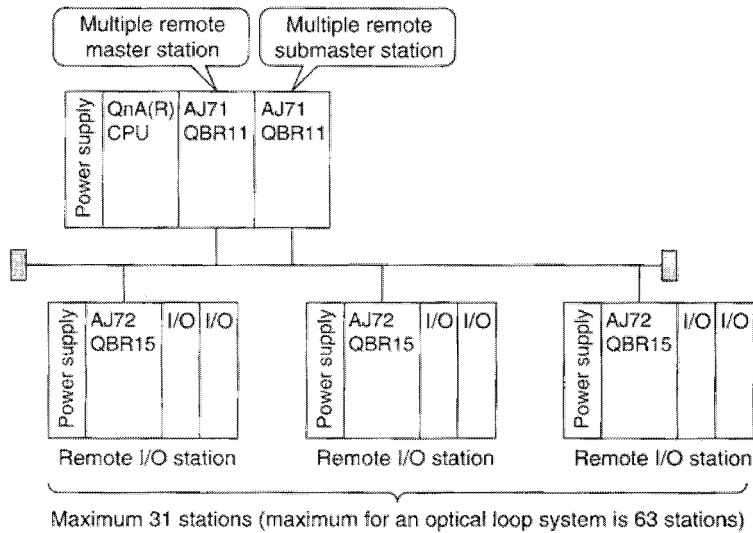 Multiple remote
master station
Multiple remote
submaster station
Power supply
QnA(R)
CPU
AJ71
QBR11
AJ71
QBR11
Power supply
AJ72
QBR15
I/O
I/O
Power supply
AJ72
QBR15
I/O
I/O
Power supply
AJ72
QBR15
I/O
I/O
Remote I/O station
Remote I/O station
Remote I/O station
Maximum 31 stations (maximum for an optical loop system is 63 stations)